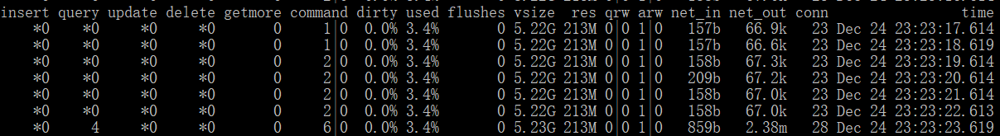 insert query update delete getmore command dirty used flushes vsize res qrw arw net_in net_out conn time
*0 *0 *0 *0 0 1|0 0.0% 3.4% 0 5.22G 213M 0|0 1|0 157b 66.9k 23 Dec 24 23:23:17.614
*0 *0 *0 *0 0 1|0 0.0% 3.4% 0 5.22G 213M 0|0 1|0 157b 66.6k 23 Dec 24 23:23:18.619
*0 *0 *0 *0 0 2|0 0.0% 3.4% 0 5.22G 213M 0|0 1|0 158b 67.3k 23 Dec 24 23:23:19.614
*0 *0 *0 *0 0 2|0 0.0% 3.4% 0 5.22G 213M 0|0 1|0 209b 67.2k 23 Dec 24 23:23:20.614
*0 *0 *0 *0 0 2|0 0.0% 3.4% 0 5.22G 213M 0|0 1|0 158b 67.0k 23 Dec 24 23:23:21.614
*0 *0 *0 *0 0 2|0 0.0% 3.4% 0 5.22G 213M 0|0 1|0 158b 67.0k 23 Dec 24 23:23:22.613
*0 4 *0 *0 0 6|0 0.0% 3.4% 0 5.23G 213M 0|0 1|0 859b 2.38m 28 Dec 24 23:23:23.614